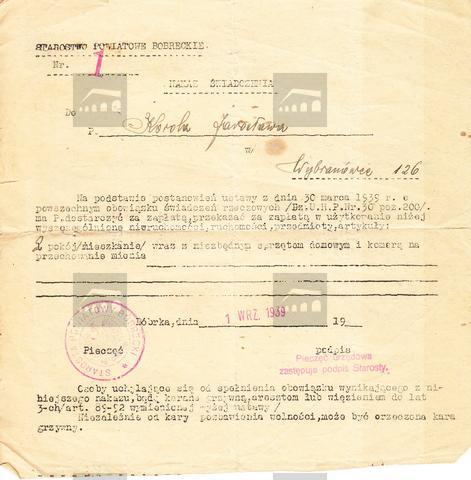 STAROSTWO POWIATOWE BOBRECKIE.
Nr. 1
NAKAZ ŚWIADCZENIA
Do
P. Karola Jarosława
w
Wybranówce 126
Na podstawie postanowień ustawy z dnia 30 marca 1939 r. o
powszechnym obowiązku świadczeń rzeczowych /Dz.U.R.P.Nr.30 poz.200/
ma P.dostarczyć za zapłatą,przekazać za zapłatą w użytkowanie niżej
wyszczególnione nieruchomości,ruchomości,przedmioty,artykuły:
2 pokój/mieszkanie/ wraz z niezbędnym sprzętem domowym i komorą na
przechowanie mienia
Bóbrka,dnia 1 WRZ. 1939 19
Pieczęć podpis
Pieczęć urzędowa
zastępuje podpis Starosty.
Osoby uchylające się od spełnienia obowiązku wynikającego z ni-
niejszego nakazu,będą karane grzywną,aresztem lub więzieniem do lat
3-ch/art. 89-92 wymienionej wyżej ustawy /
Niezależnie od kary pozbawienia wolności,może być orzeczona kara
grzywny.